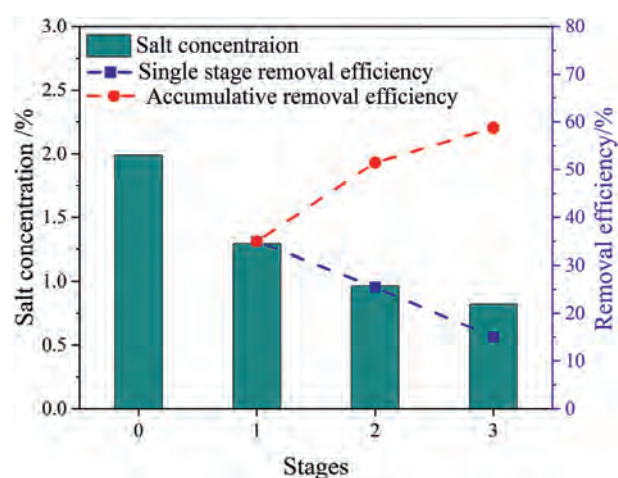 Salt concentraion
Single stage removal efficiency
Accumulative removal efficiency
Salt concentration /%
3.0
2.5
2.0
1.5
1.0
0.5
0.0
80
70
60
50
40
30
20
10
0
Removal efficiency/%
0 1 2 3
Stages